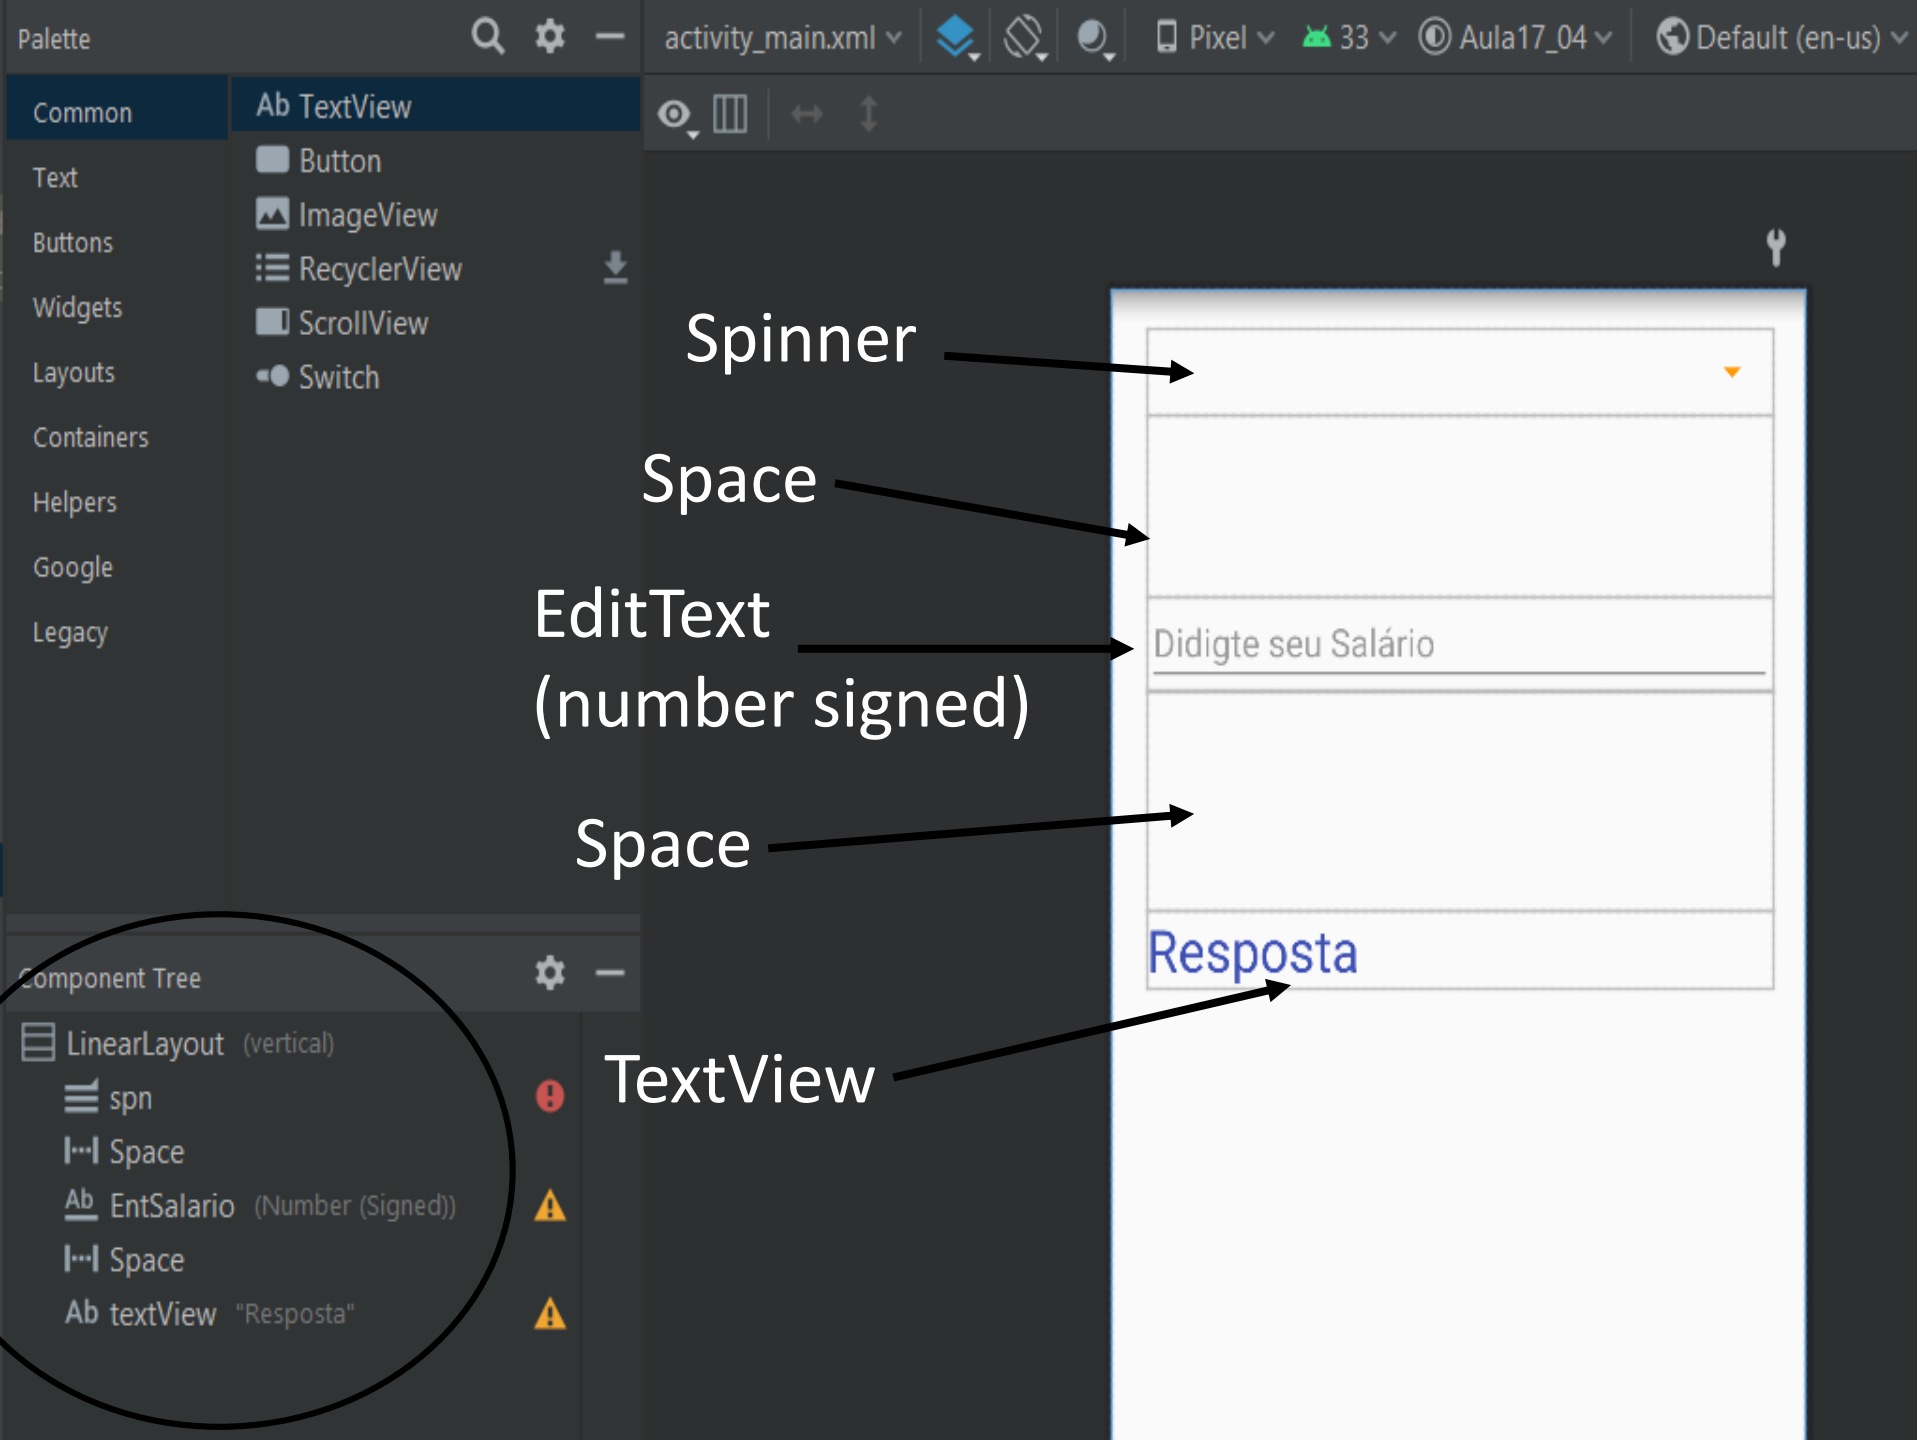 Palette
activity_main.xml
Pixel
33
Aula17_04
Default (en-us)
Common
Text
Buttons
Widgets
Layouts
Containers
Helpers
Google
Legacy
Ab TextView
Button
ImageView
RecyclerView
ScrollView
Switch
Spinner
Space
EditText
(number signed)
Space
TextView
Didigte seu Salário
Resposta
Component Tree
LinearLayout (vertical)
spn
Space
Ab EntSalario (Number (Signed))
Space
Ab textView "Resposta"